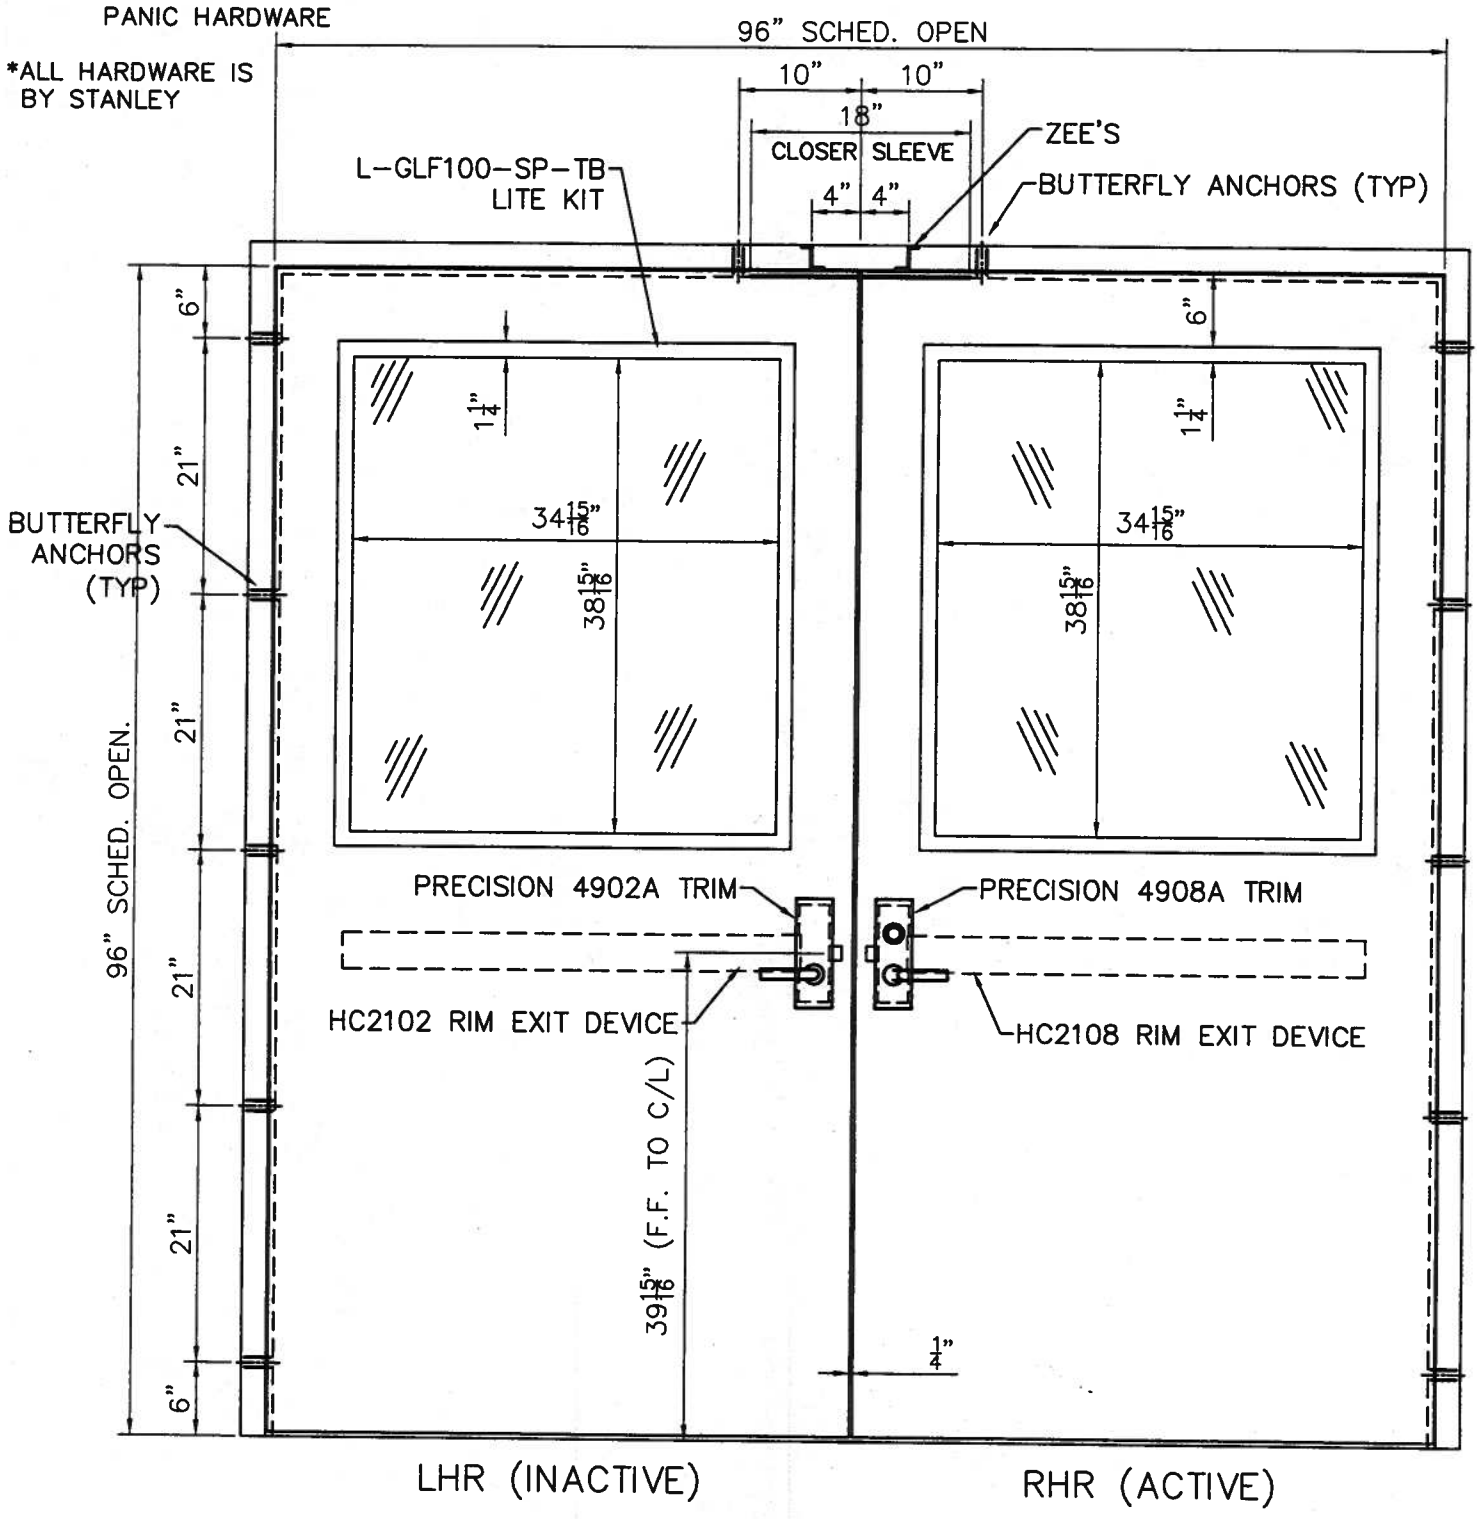 PANIC HARDWARE
*ALL HARDWARE IS
BY STANLEY
96" SCHED. OPEN
10"
10"
18"
CLOSER SLEEVE
ZEE'S
L-GLF100-SP-TB
LITE KIT
4"
4"
BUTTERFLY ANCHORS (TYP)
6"
6"
1 1/4"
1 1/4"
21"
BUTTERFLY
ANCHORS
(TYP)
34 15/16"
34 15/16"
38 15/16"
38 15/16"
21"
96" SCHED. OPEN.
PRECISION 4902A TRIM
PRECISION 4908A TRIM
21"
HC2102 RIM EXIT DEVICE
HC2108 RIM EXIT DEVICE
39 15/16" (F.F. TO C/L)
21"
1/4"
6"
LHR (INACTIVE)
RHR (ACTIVE)